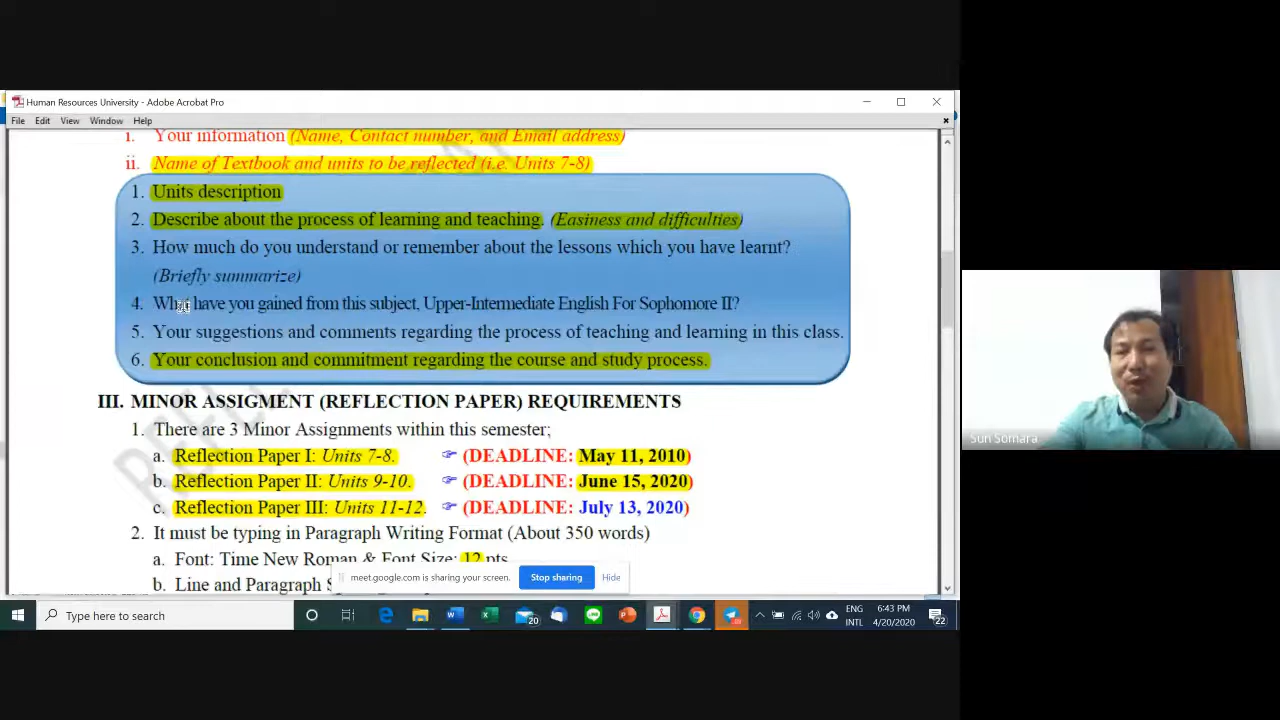 Human Resources University - Adobe Acrobat Pro
File Edit View Window Help
i. Your information (Name, Contact number, and Email address)
ii. Name of Textbook and units to be reflected (i.e. Units 7-8)
1. Units description
2. Describe about the process of learning and teaching. (Easiness and difficulties)
3. How much do you understand or remember about the lessons which you have learnt?
(Briefly summarize)
4. What have you gained from this subject, Upper-Intermediate English For Sophomore II?
5. Your suggestions and comments regarding the process of teaching and learning in this class.
6. Your conclusion and commitment regarding the course and study process.
III. MINOR ASSIGMENT (REFLECTION PAPER) REQUIREMENTS
1. There are 3 Minor Assignments within this semester;
a. Reflection Paper I: Units 7-8. ☞ (DEADLINE: May 11, 2010)
b. Reflection Paper II: Units 9-10. ☞ (DEADLINE: June 15, 2020)
c. Reflection Paper III: Units 11-12. ☞ (DEADLINE: July 13, 2020)
2. It must be typing in Paragraph Writing Format (About 350 words)
a. Font: Time New Roman & Font Size: 12 pts
b. Line and Paragraph
meet.google.com is sharing your screen. Stop sharing Hide
Sun Somara
Type here to search
20
ENG
INTL
6:43 PM
4/20/2020
22